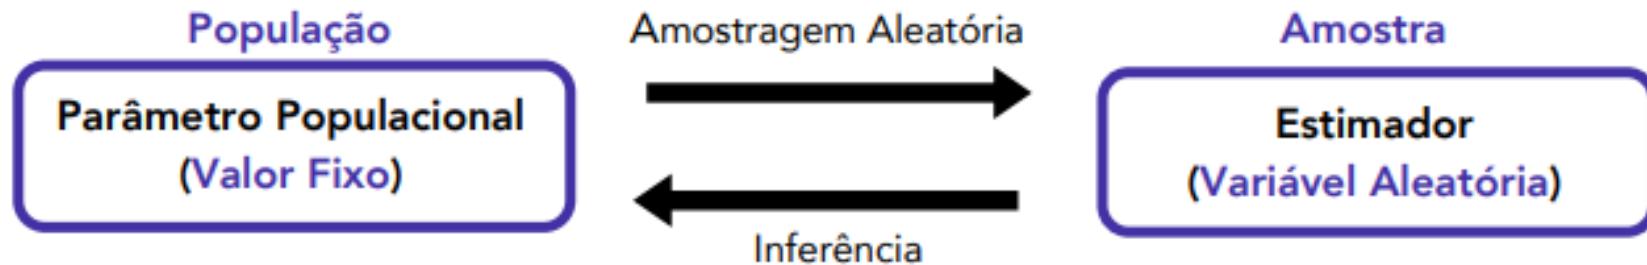 População
Amostragem Aleatória
Amostra
Parâmetro Populacional
(Valor Fixo)
Estimador
(Variável Aleatória)
Inferência